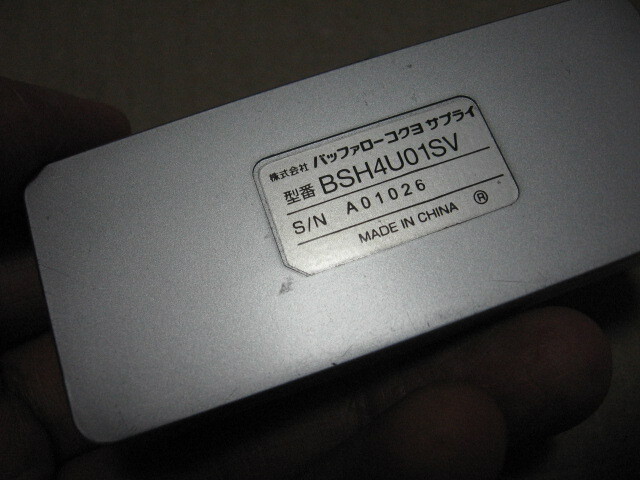 株式会社 バッファローコクヨ サプライ
型番 BSH4U01SV
S/N A01026
MADE IN CHINA ®